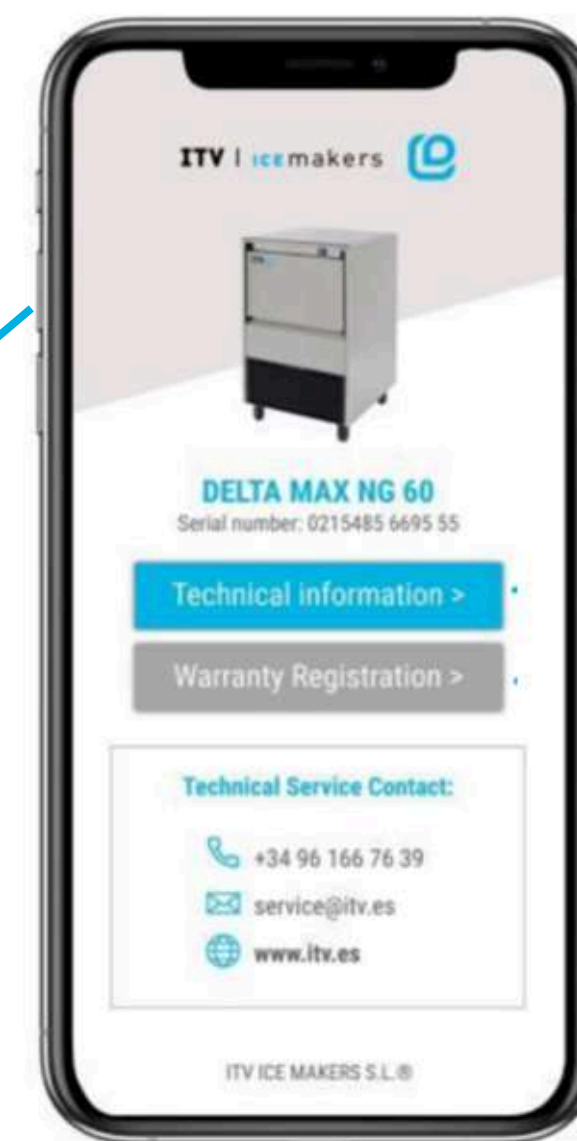 ITV | ICEmakers
DELTA MAX NG 60
Serial number: 0215485 6695 55
Technical information >
Warranty Registration >
Technical Service Contact:
+34 96 166 76 39
service@itv.es
www.itv.es
ITV ICE MAKERS S.L.®